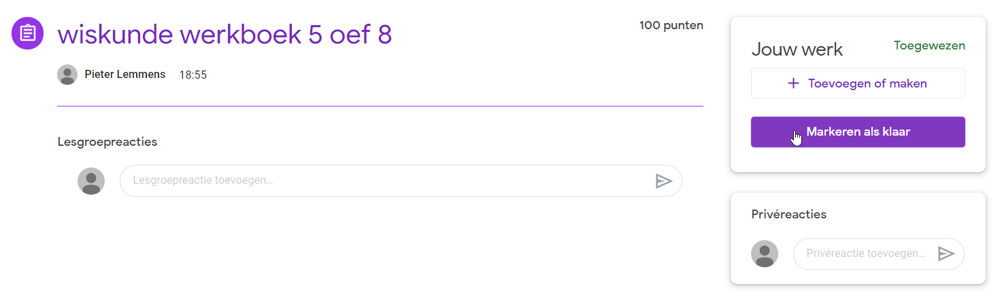 wiskunde werkboek 5 oef 8
100 punten
Pieter Lemmens 18:55
Lesgroepreacties
Lesgroepreactie toevoegen...
Jouw werk
Toegewezen
+ Toevoegen of maken
Markeren als klaar
Privéreacties
Privéreactie toevoegen...